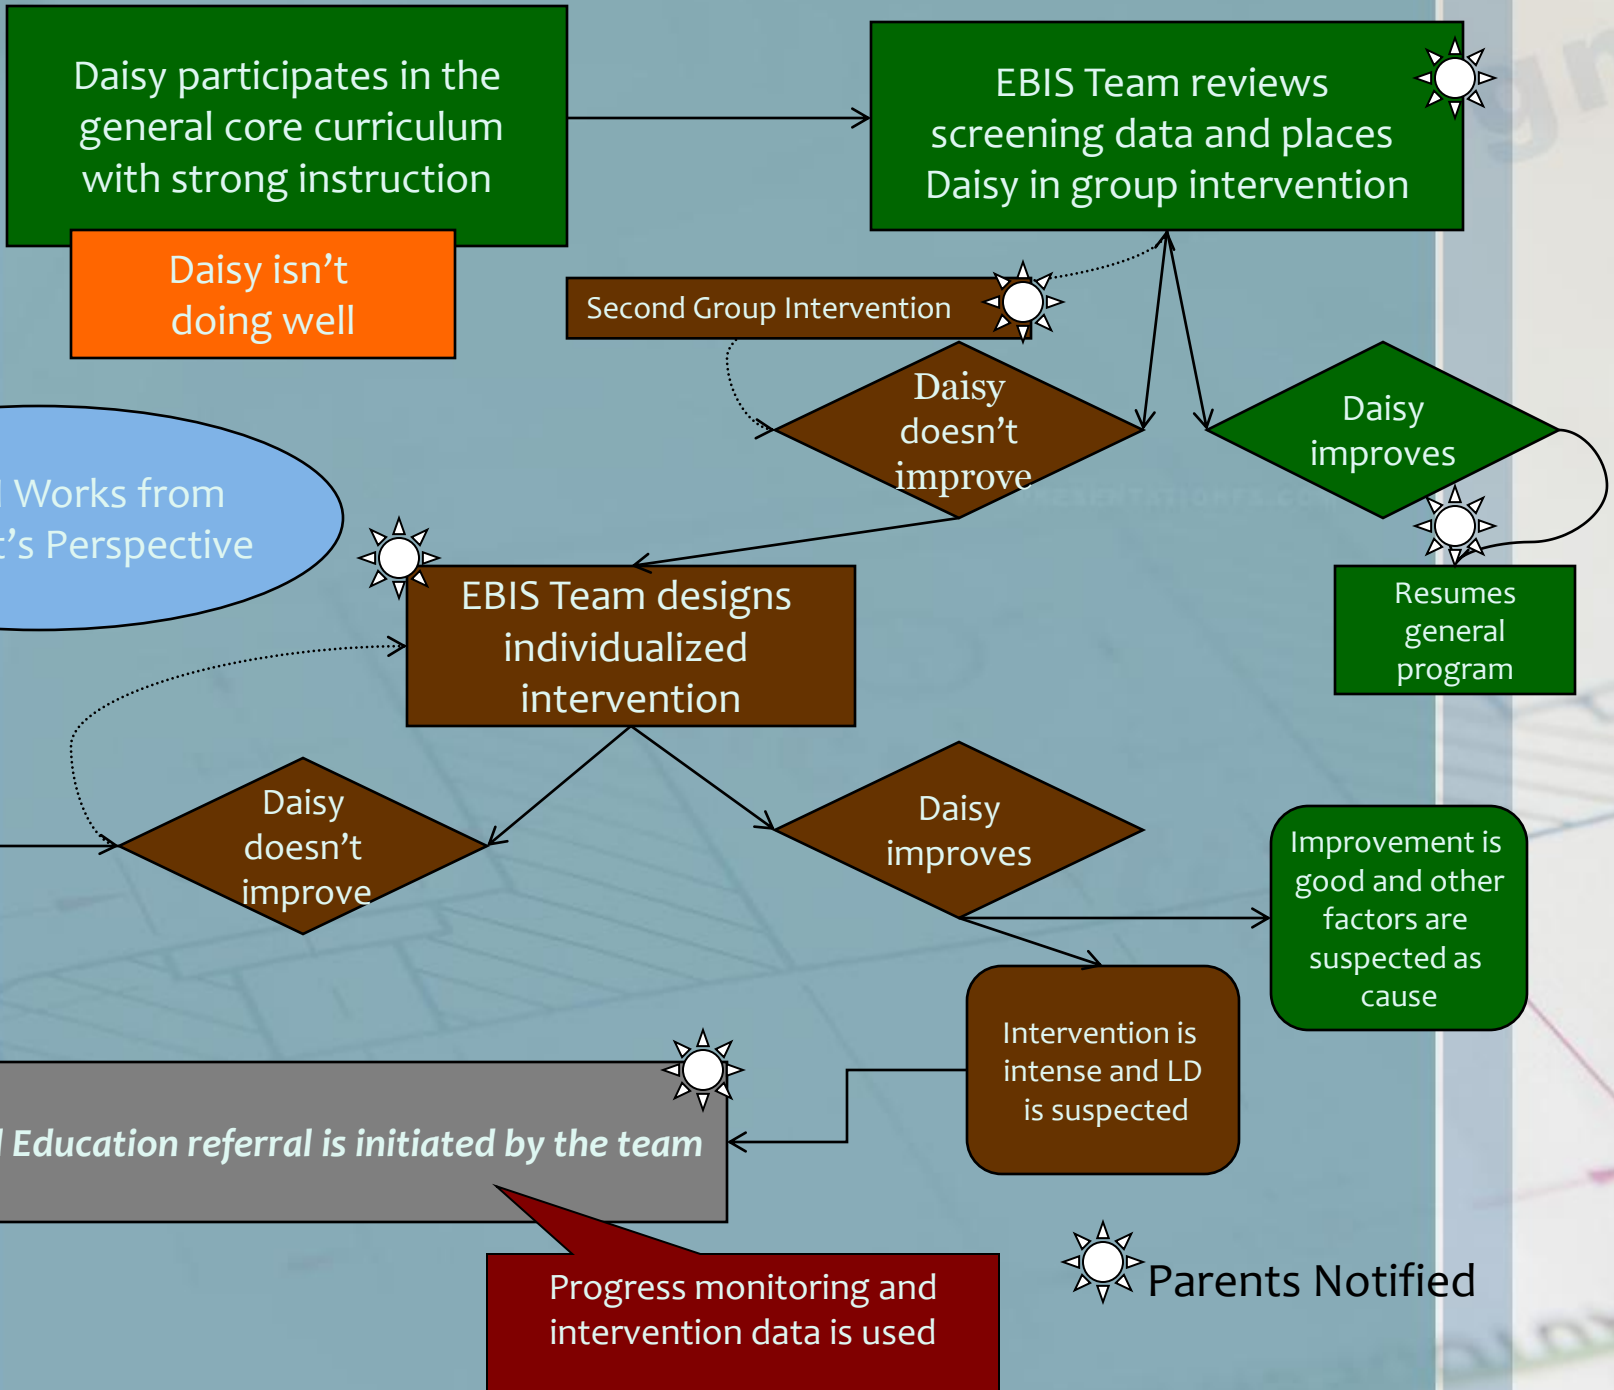 Daisy participates in the
general core curriculum
with strong instruction
EBIS Team reviews
screening data and places
Daisy in group intervention
Daisy isn't
doing well
Second Group Intervention
Daisy
doesn't
improve
Daisy
improves
Works from
's Perspective
EBIS Team designs
individualized
intervention
Resumes
general
program
Daisy
doesn't
improve
Daisy
improves
Improvement is
good and other
factors are
suspected as
cause
Intervention is
intense and LD
is suspected
Education referral is initiated by the team
Progress monitoring and
intervention data is used
Parents Notified